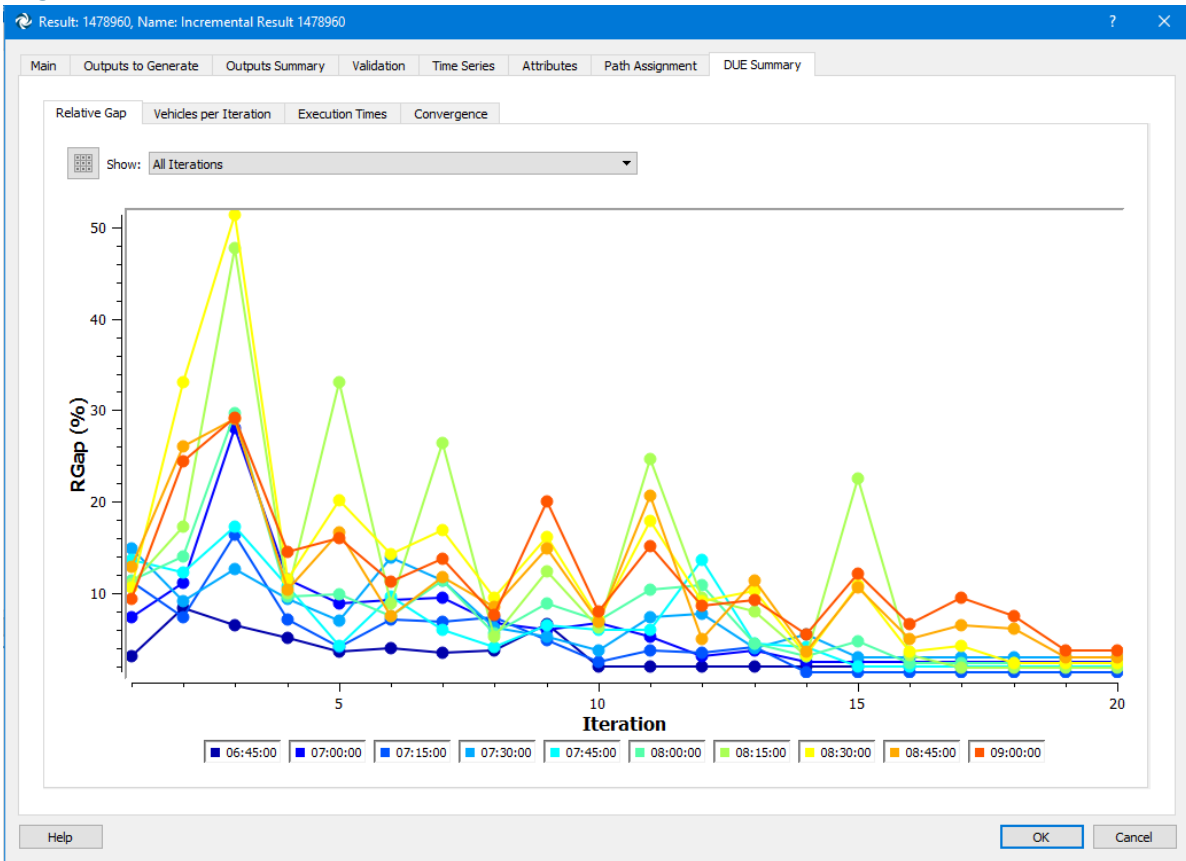 Result: 1478960, Name: Incremental Result 1478960 ?
Main Outputs to Generate Outputs Summary Validation Time Series Attributes Path Assignment DUE Summary
Relative Gap Vehicles per Iteration Execution Times Convergence
Show: All Iterations
50
40
30
20
10
RGap (%)
5 10 15 20
Iteration
06:45:00 07:00:00 07:15:00 07:30:00 07:45:00 08:00:00 08:15:00 08:30:00 08:45:00 09:00:00
Help OK Cancel